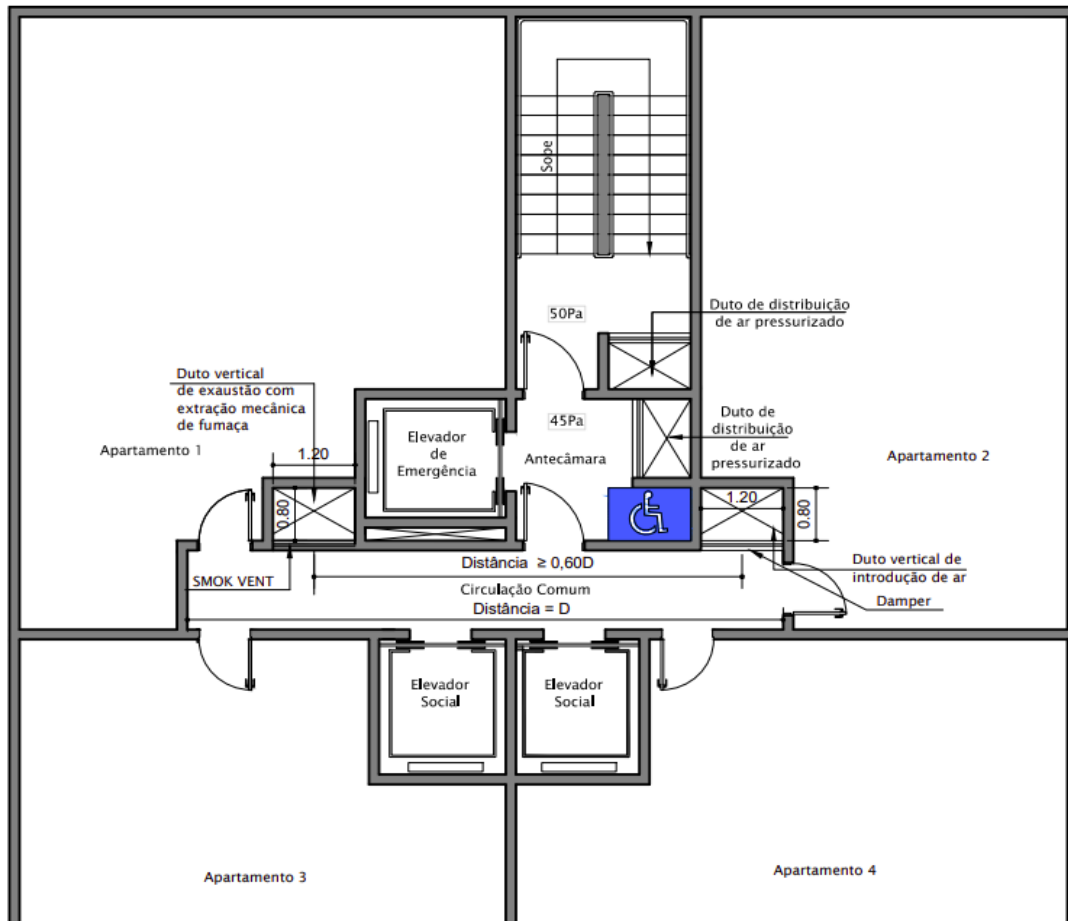 Sobe
50Pa
Duto de distribuição
de ar pressurizado
Duto vertical
de exaustão com
extração mecânica
de fumaça
45Pa
Duto de
distribuição
de ar
pressurizado
Elevador
de
Emergência
Antecâmara
Apartamento 1
Apartamento 2
1.20
0.80
1.20
0.80
SMOK VENT
Distância ≥ 0,60D
Circulação Comum
Distância = D
Duto vertical de
introdução de ar
Damper
Elevador
Social
Elevador
Social
Apartamento 3
Apartamento 4